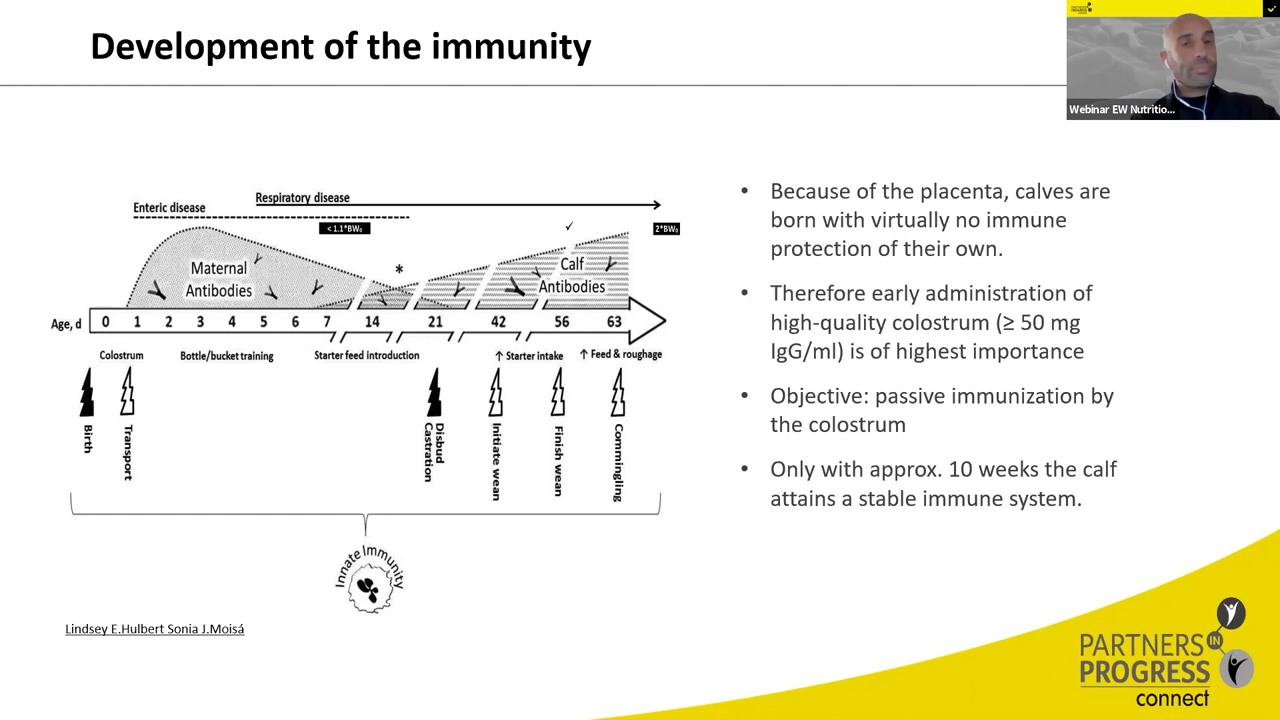 Development of the immunity
Webinar EW Nutritio...
Respiratory disease
Enteric disease
< 1.1*BW₀
2*BW₀
✓
*
Maternal
Antibodies
Calf
Antibodies
Age, d 0 1 2 3 4 5 6 7 14 21 42 56 63
Colostrum Bottle/bucket training Starter feed introduction ↑ Starter intake ↑ Feed & roughage
Birth
Transport
Disbud
Castration
Initiate wean
Finish wean
Commingling
Innate Immunity
Lindsey E.Hulbert Sonia J.Moisá
• Because of the placenta, calves are
born with virtually no immune
protection of their own.
• Therefore early administration of
high-quality colostrum (≥ 50 mg
IgG/ml) is of highest importance
• Objective: passive immunization by
the colostrum
• Only with approx. 10 weeks the calf
attains a stable immune system.
PARTNERS
IN
PROGRESS
connect